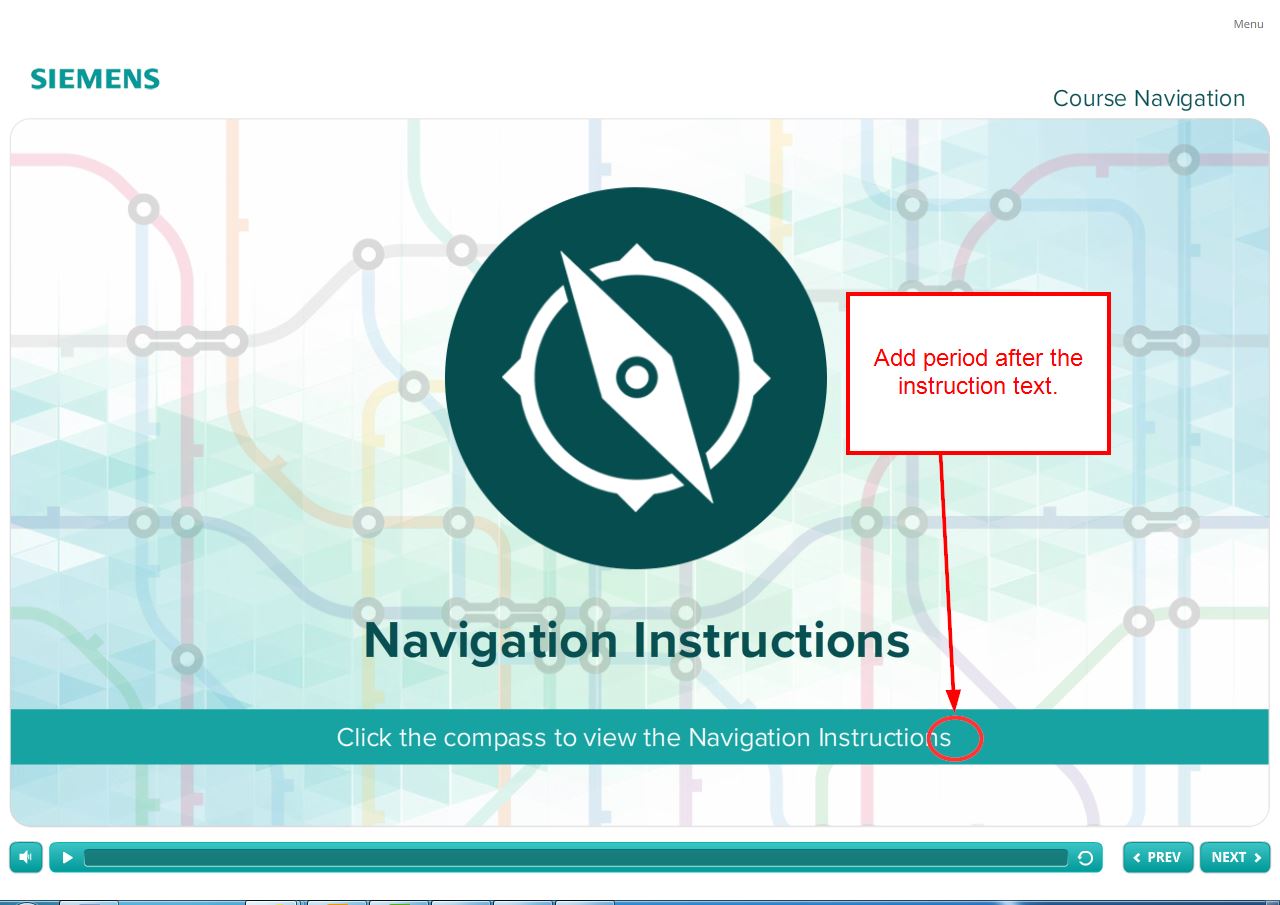 Menu
SIEMENS
Course Navigation
Add period after the
instruction text.
Navigation Instructions
Click the compass to view the Navigation Instructions
PREV
NEXT